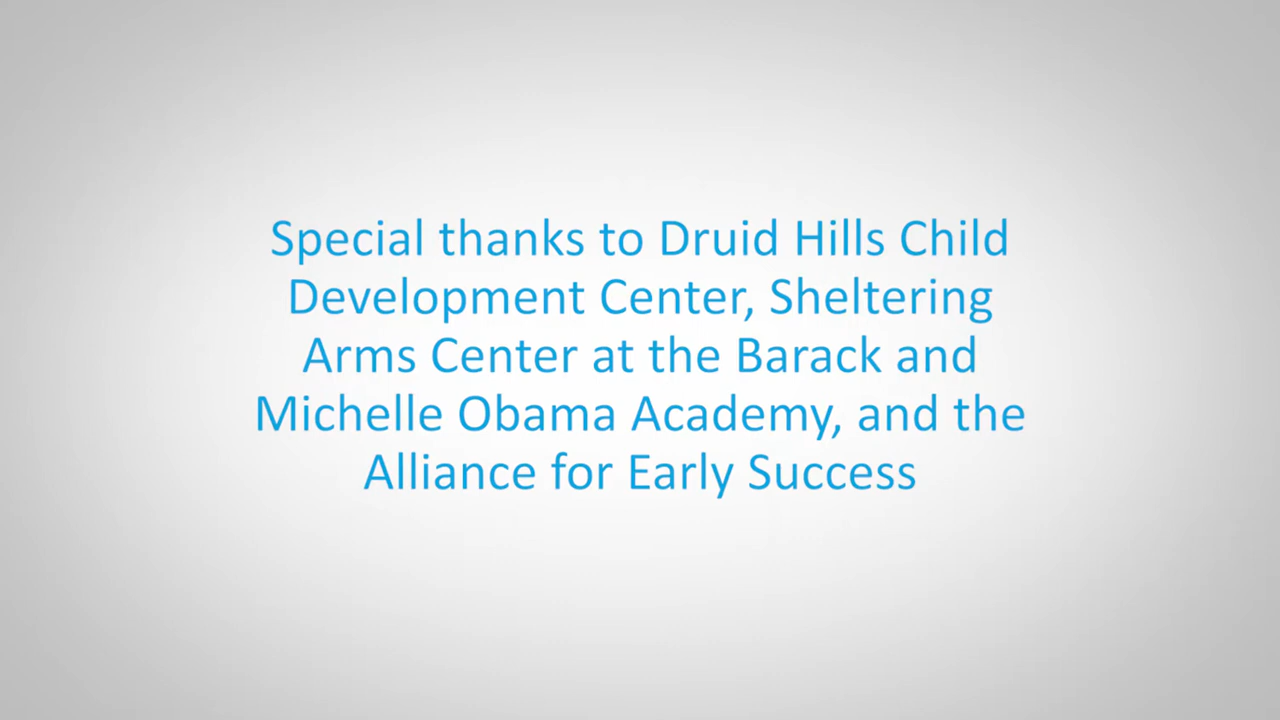 Special thanks to Druid Hills Child
Development Center, Sheltering
Arms Center at the Barack and
Michelle Obama Academy, and the
Alliance for Early Success